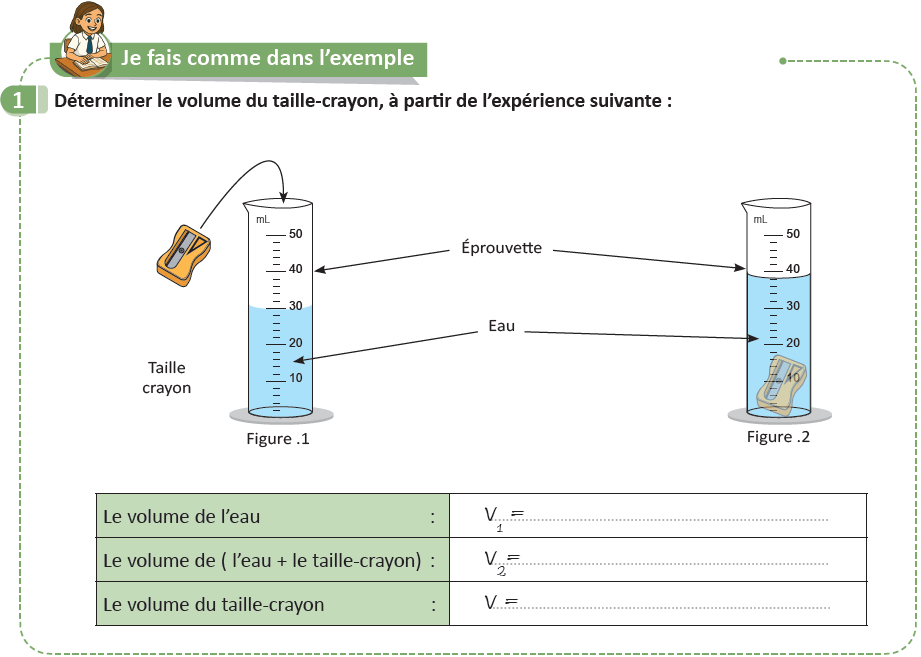 Je fais comme dans l'exemple
1 Déterminer le volume du taille-crayon, à partir de l'expérience suivante :
mL
50
40
30
20
10
Taille
crayon
Figure .1
Éprouvette
Eau
mL
50
40
30
20
10
Figure .2
Le volume de l'eau : V1 = ........
Le volume de ( l'eau + le taille-crayon) : V2= ........
Le volume du taille-crayon : V = ........